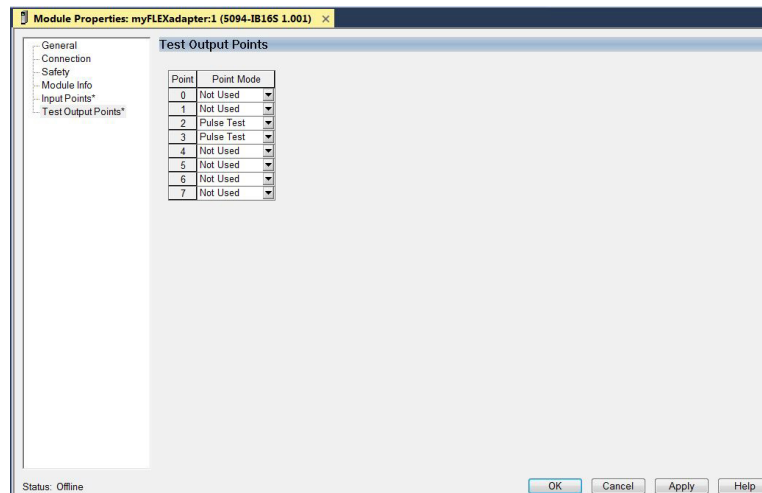 Module Properties: myFLEXadapter:1 (5094-IB16S 1.001) ×
General
Connection
Safety
Module Info
Input Points*
Test Output Points*
Test Output Points
Point Point Mode
0 Not Used
1 Not Used
2 Pulse Test
3 Pulse Test
4 Not Used
5 Not Used
6 Not Used
7 Not Used
Status: Offline
OK Cancel Apply Help